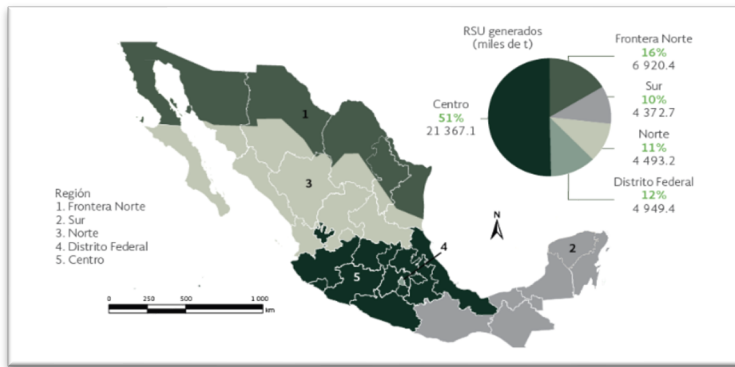 RSU generados
(miles de t)
Frontera Norte
16%
6 920.4
Sur
10%
4 372.7
Norte
11%
4 493.2
Distrito Federal
12%
4 949.4
Centro
51%
21 367.1
1
3
2
4
5
N
Región
1. Frontera Norte
2. Sur
3. Norte
4. Distrito Federal
5. Centro
0 250 500 1 000
km